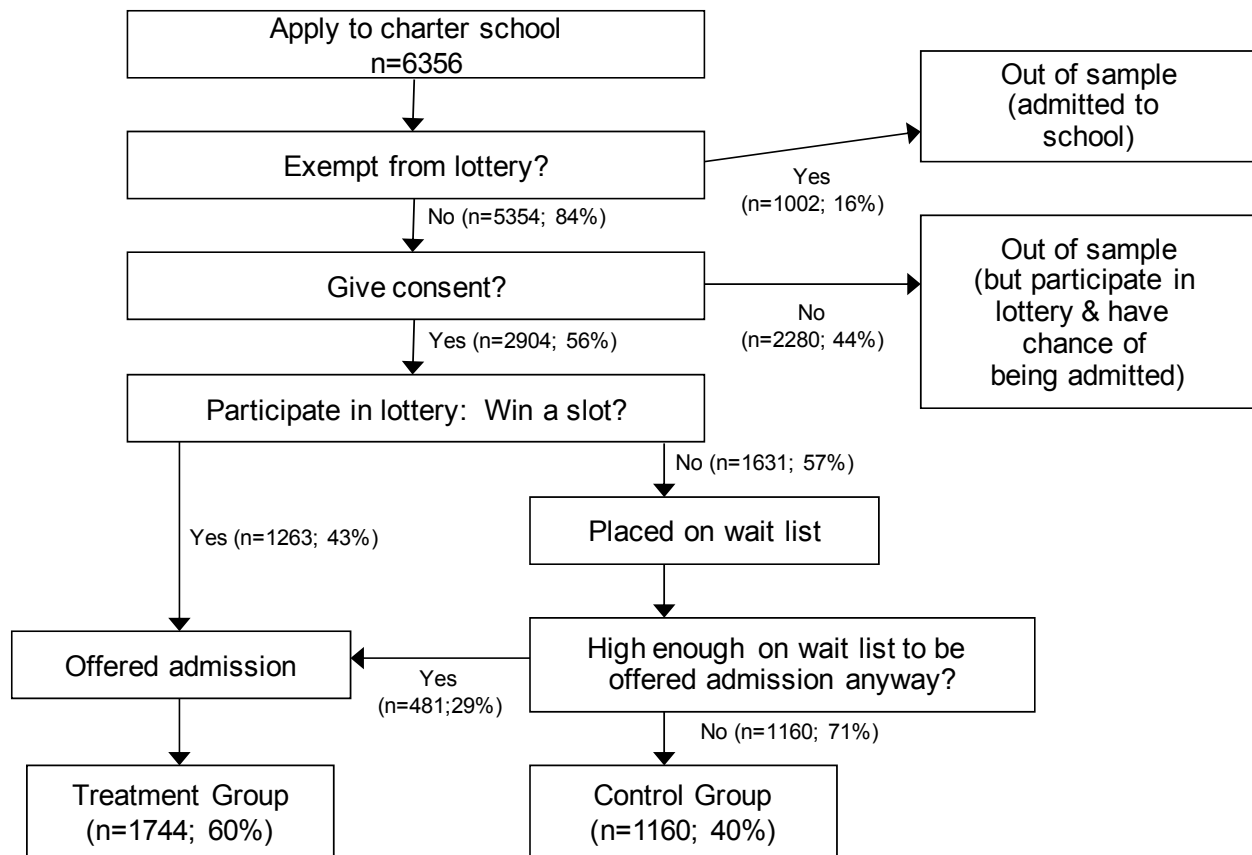 Apply to charter school
n=6356
Out of sample
(admitted to
school)
Exempt from lottery?
Yes
(n=1002; 16%)
No (n=5354; 84%)
Out of sample
(but participate in
lottery & have
chance of
being admitted)
Give consent?
No
(n=2280; 44%)
Yes (n=2904; 56%)
Participate in lottery: Win a slot?
No (n=1631; 57%)
Yes (n=1263; 43%)
Placed on wait list
Offered admission
High enough on wait list to be
offered admission anyway?
Yes
(n=481;29%)
No (n=1160; 71%)
Treatment Group
(n=1744; 60%)
Control Group
(n=1160; 40%)